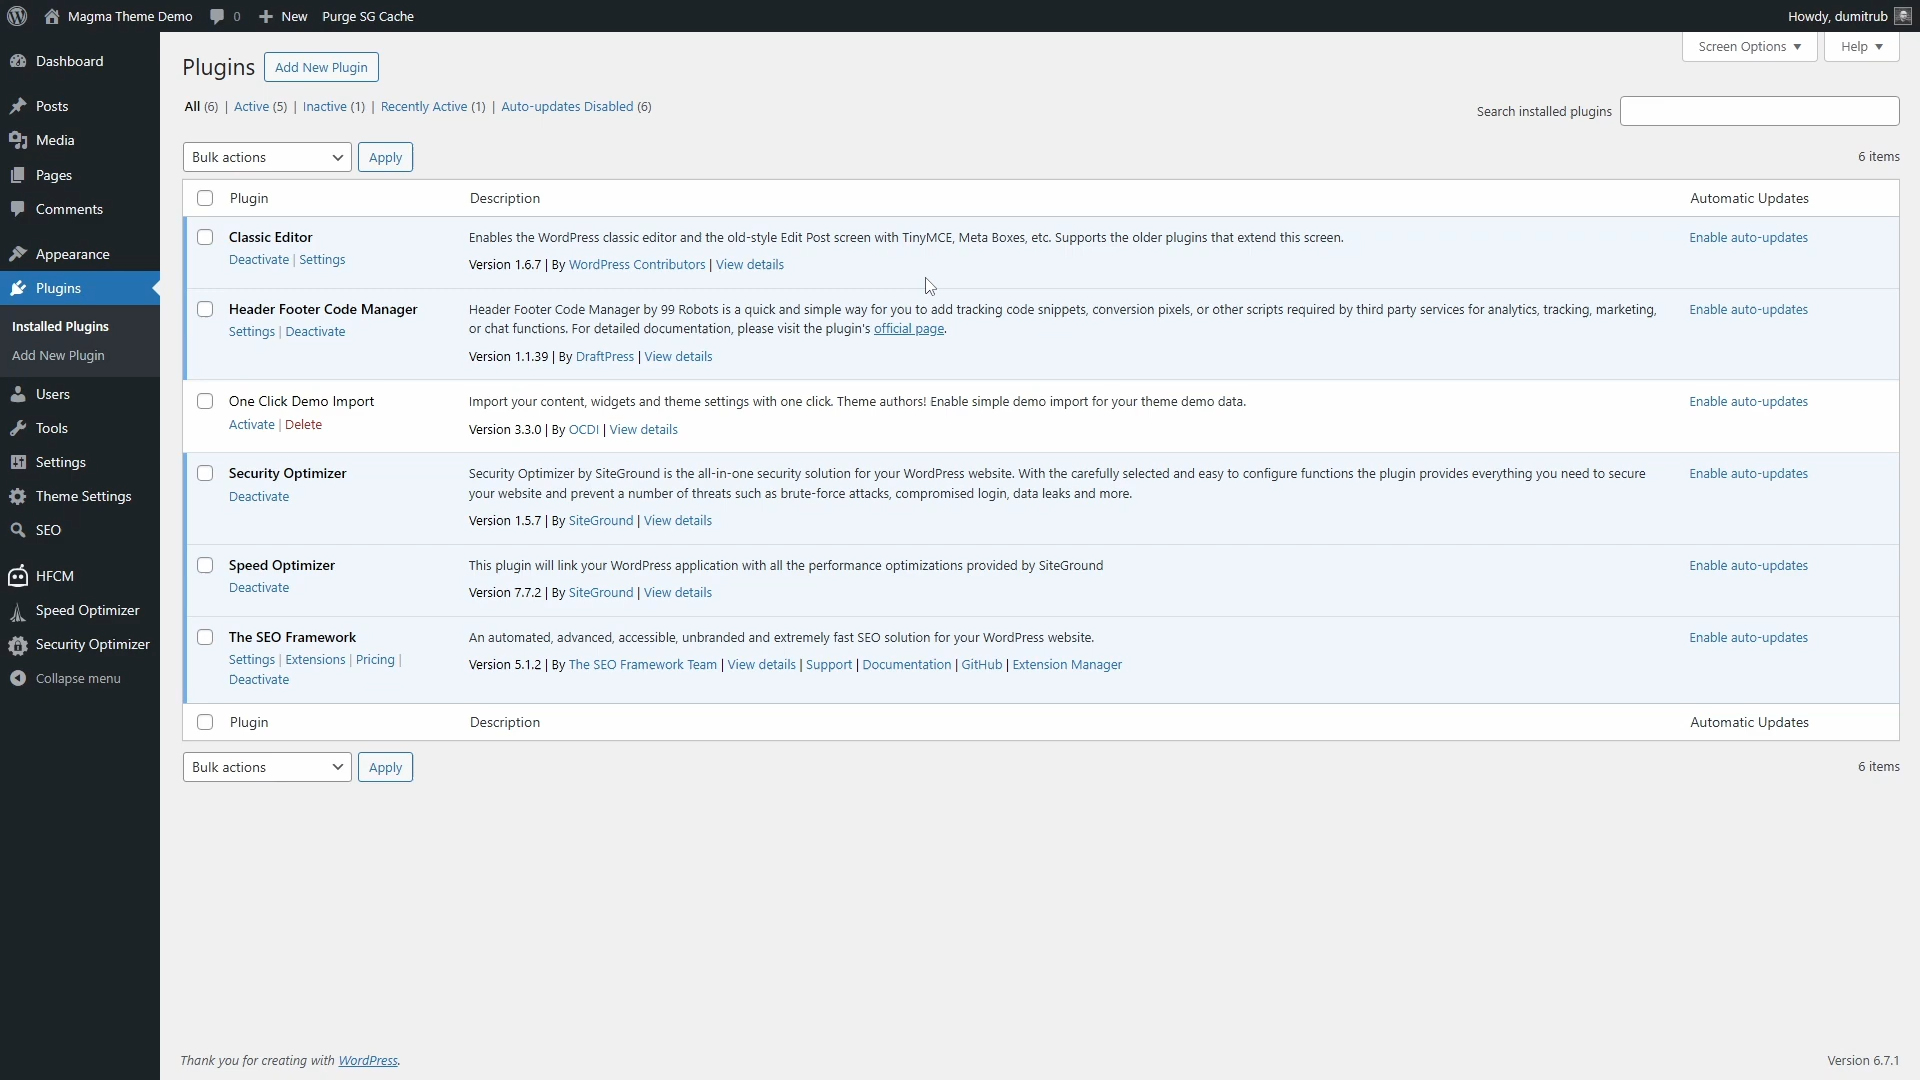 Magma Theme Demo 0 New Purge SG Cache Howdy, dumitrub
Dashboard
Posts
Media
Pages
Comments
Appearance
Plugins
Installed Plugins
Add New Plugin
Users
Tools
Settings
Theme Settings
SEO
HFCM
Speed Optimizer
Security Optimizer
Collapse menu
Screen Options Help
Plugins Add New Plugin
All (6) | Active (5) | Inactive (1) | Recently Active (1) | Auto-updates Disabled (6)
Search installed plugins
Bulk actions Apply 6 items
Plugin Description Automatic Updates
Classic Editor
Deactivate | Settings
Enables the WordPress classic editor and the old-style Edit Post screen with TinyMCE, Meta Boxes, etc. Supports the older plugins that extend this screen.
Version 1.6.7 | By WordPress Contributors | View details
Enable auto-updates
Header Footer Code Manager
Settings | Deactivate
Header Footer Code Manager by 99 Robots is a quick and simple way for you to add tracking code snippets, conversion pixels, or other scripts required by third party services for analytics, tracking, marketing,
or chat functions. For detailed documentation, please visit the plugin's official page.
Version 1.1.39 | By DraftPress | View details
Enable auto-updates
One Click Demo Import
Activate | Delete
Import your content, widgets and theme settings with one click. Theme authors! Enable simple demo import for your theme demo data.
Version 3.3.0 | By OCDI | View details
Enable auto-updates
Security Optimizer
Deactivate
Security Optimizer by SiteGround is the all-in-one security solution for your WordPress website. With the carefully selected and easy to configure functions the plugin provides everything you need to secure
your website and prevent a number of threats such as brute-force attacks, compromised login, data leaks and more.
Version 1.5.7 | By SiteGround | View details
Enable auto-updates
Speed Optimizer
Deactivate
This plugin will link your WordPress application with all the performance optimizations provided by SiteGround
Version 7.7.2 | By SiteGround | View details
Enable auto-updates
The SEO Framework
Settings | Extensions | Pricing |
Deactivate
An automated, advanced, accessible, unbranded and extremely fast SEO solution for your WordPress website.
Version 5.1.2 | By The SEO Framework Team | View details | Support | Documentation | GitHub | Extension Manager
Enable auto-updates
Plugin Description Automatic Updates
Bulk actions Apply 6 items
Thank you for creating with WordPress. Version 6.7.1